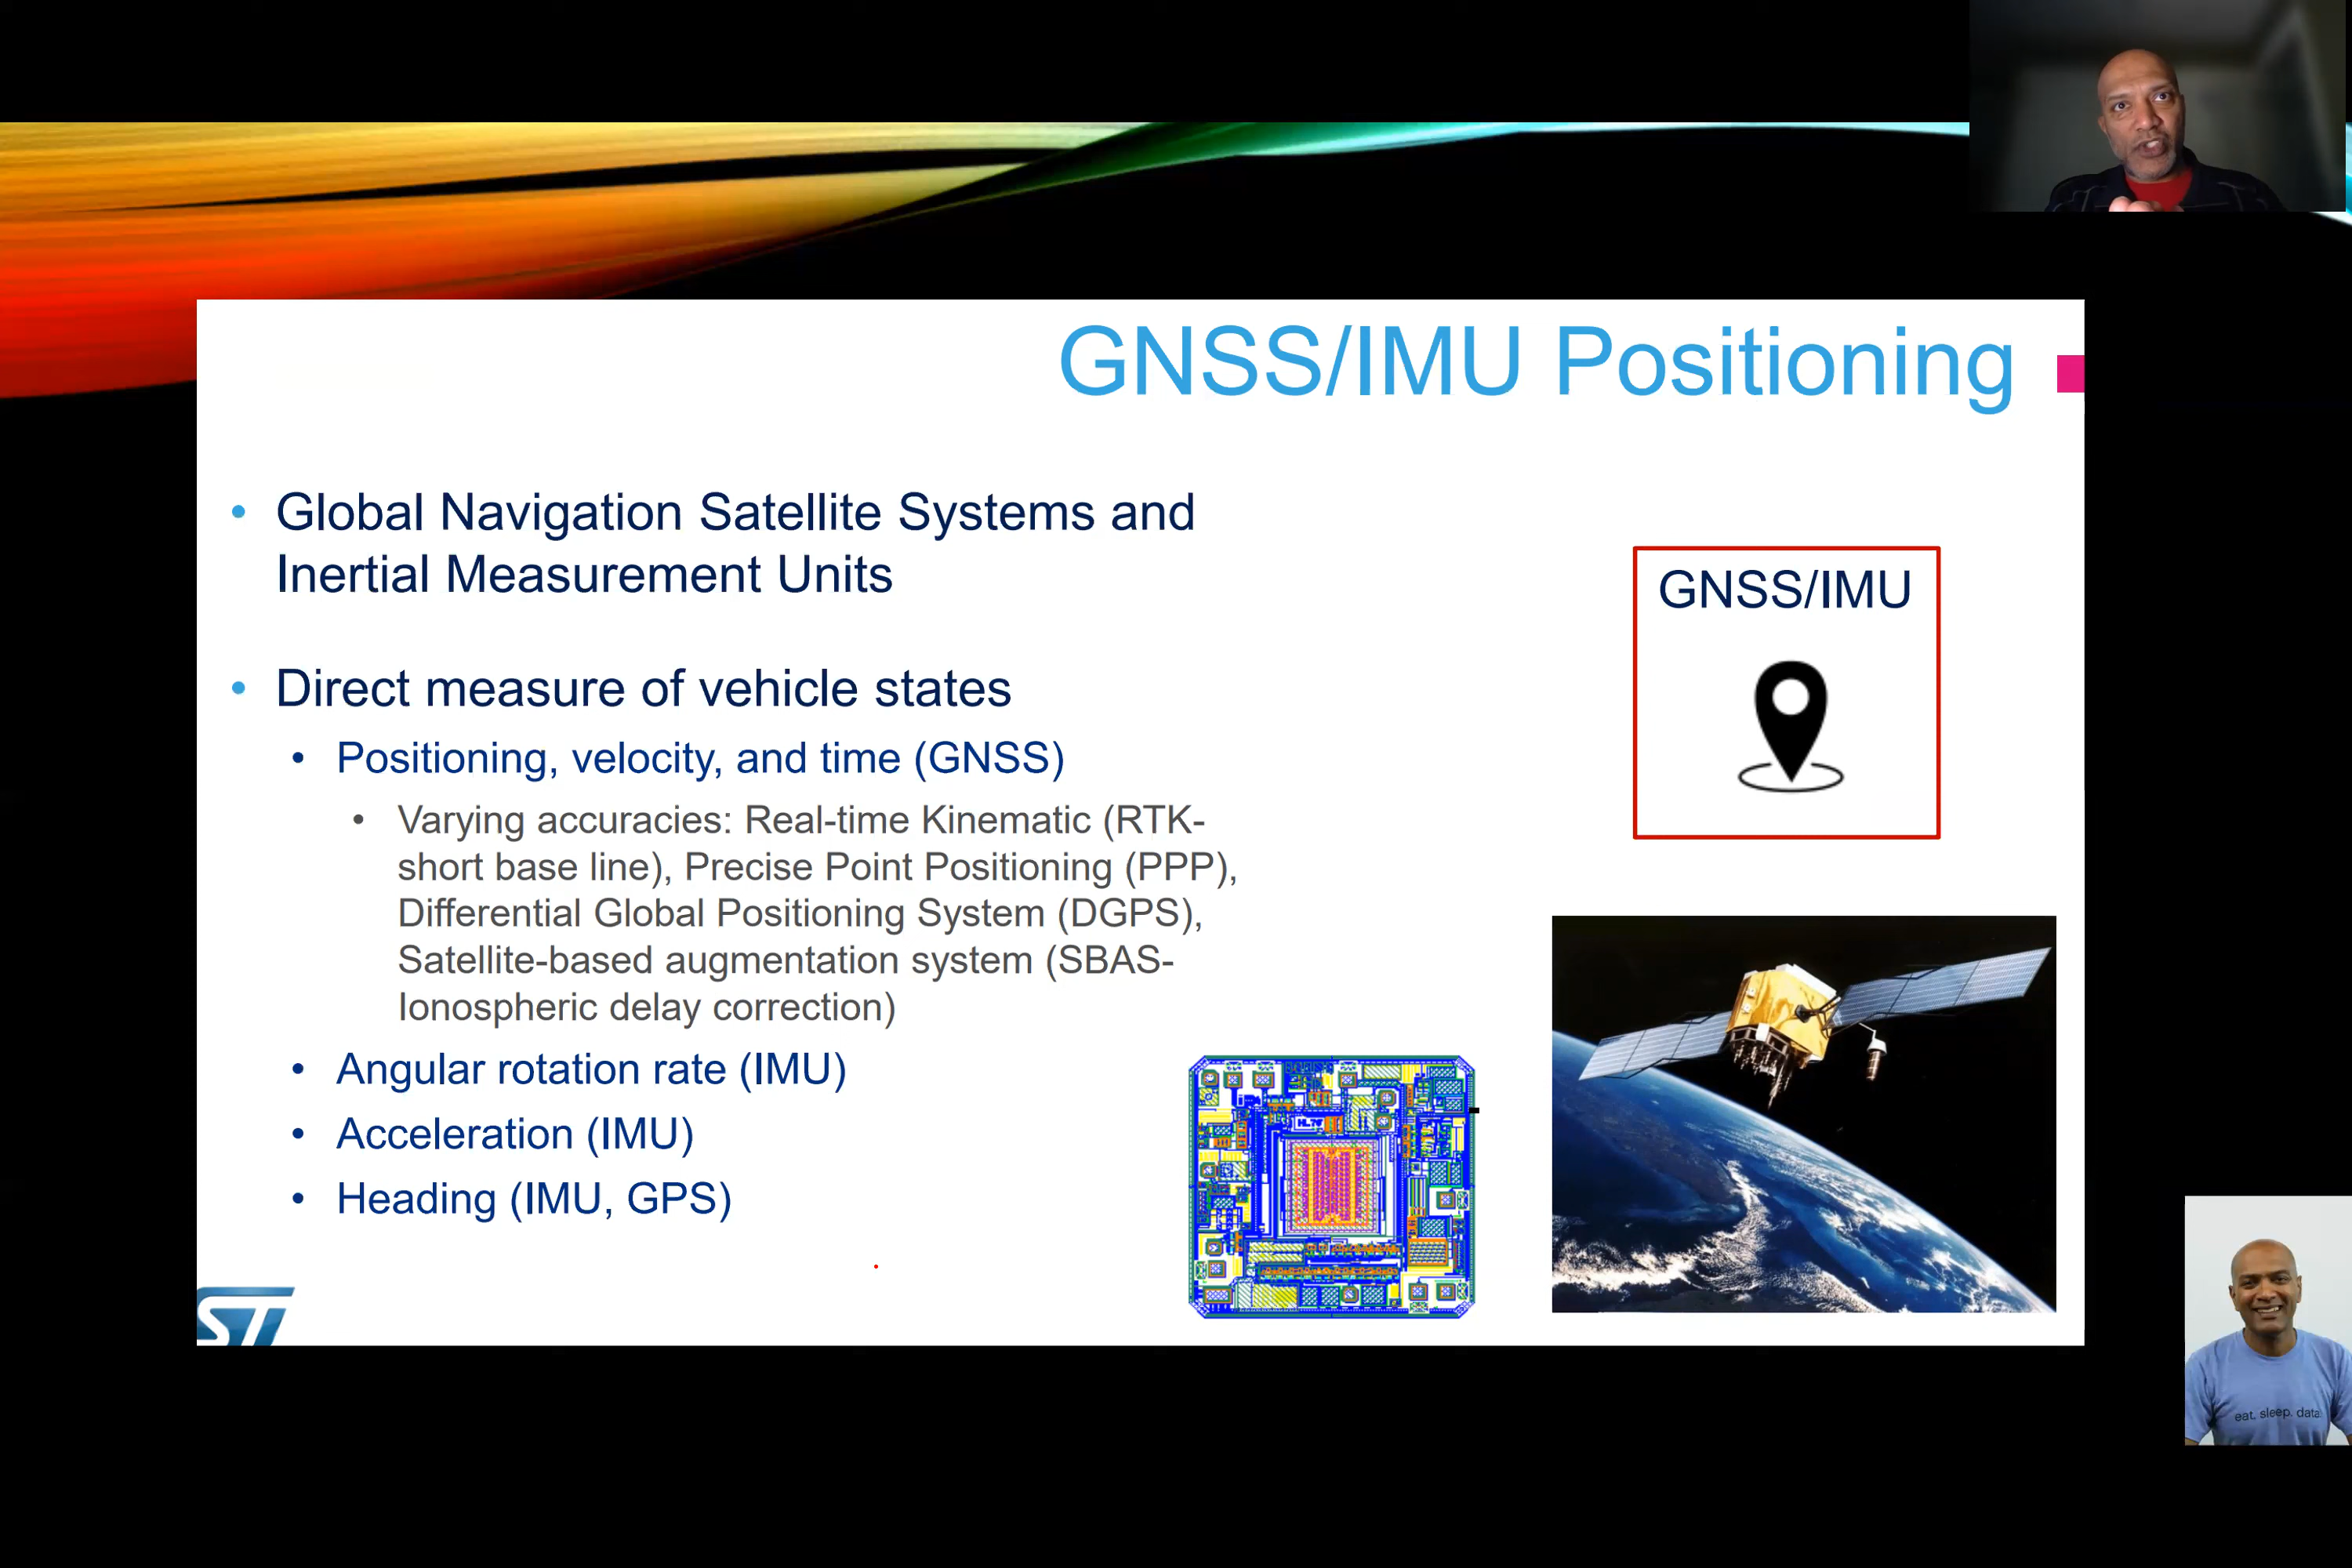 GNSS/IMU Positioning
• Global Navigation Satellite Systems and
Inertial Measurement Units
• Direct measure of vehicle states
• Positioning, velocity, and time (GNSS)
• Varying accuracies: Real-time Kinematic (RTK-
short base line), Precise Point Positioning (PPP),
Differential Global Positioning System (DGPS),
Satellite-based augmentation system (SBAS-
Ionospheric delay correction)
• Angular rotation rate (IMU)
• Acceleration (IMU)
• Heading (IMU, GPS)
GNSS/IMU
ST
eat. sleep. data